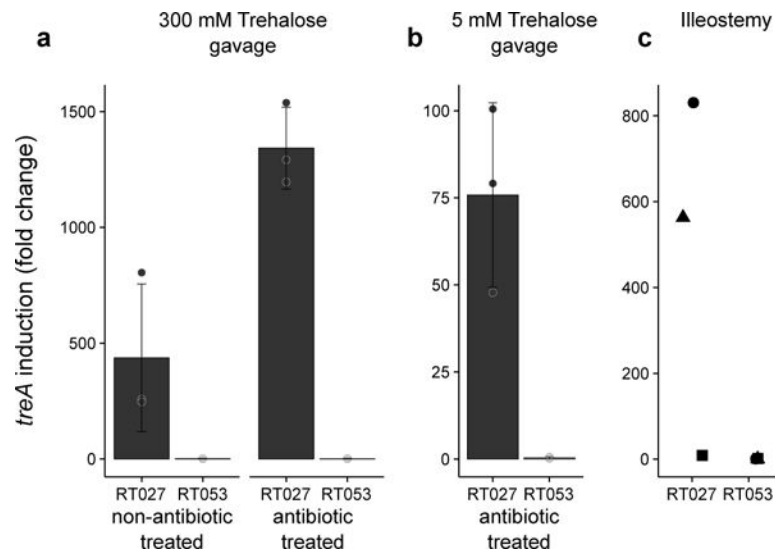 a
300 mM Trehalose
gavage
b
5 mM Trehalose
gavage
c
Illeostemy
treA induction (fold change)
1500
1000
500
0
RT027 RT053
non-antibiotic
treated
RT027 RT053
antibiotic
treated
100
75
50
25
0
RT027 RT053
antibiotic
treated
800
600
400
200
0
RT027 RT053